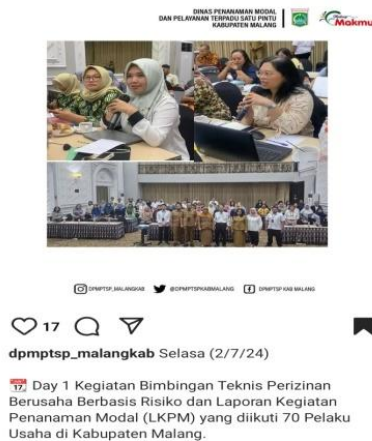 DINAS PENANAMAN MODAL
DAN PELAYANAN TERPADU SATU PINTU
KABUPATEN MALANG
Makmur
DPMPTSP_MALANGKAB @DPMPTSPKABMALANG DPMPTSP KAB MALANG
17
dpmptsp_malangkab Selasa (2/7/24)
17 Day 1 Kegiatan Bimbingan Teknis Perizinan
Berusaha Berbasis Risiko dan Laporan Kegiatan
Penanaman Modal (LKPM) yang diikuti 70 Pelaku
Usaha di Kabupaten Malang.